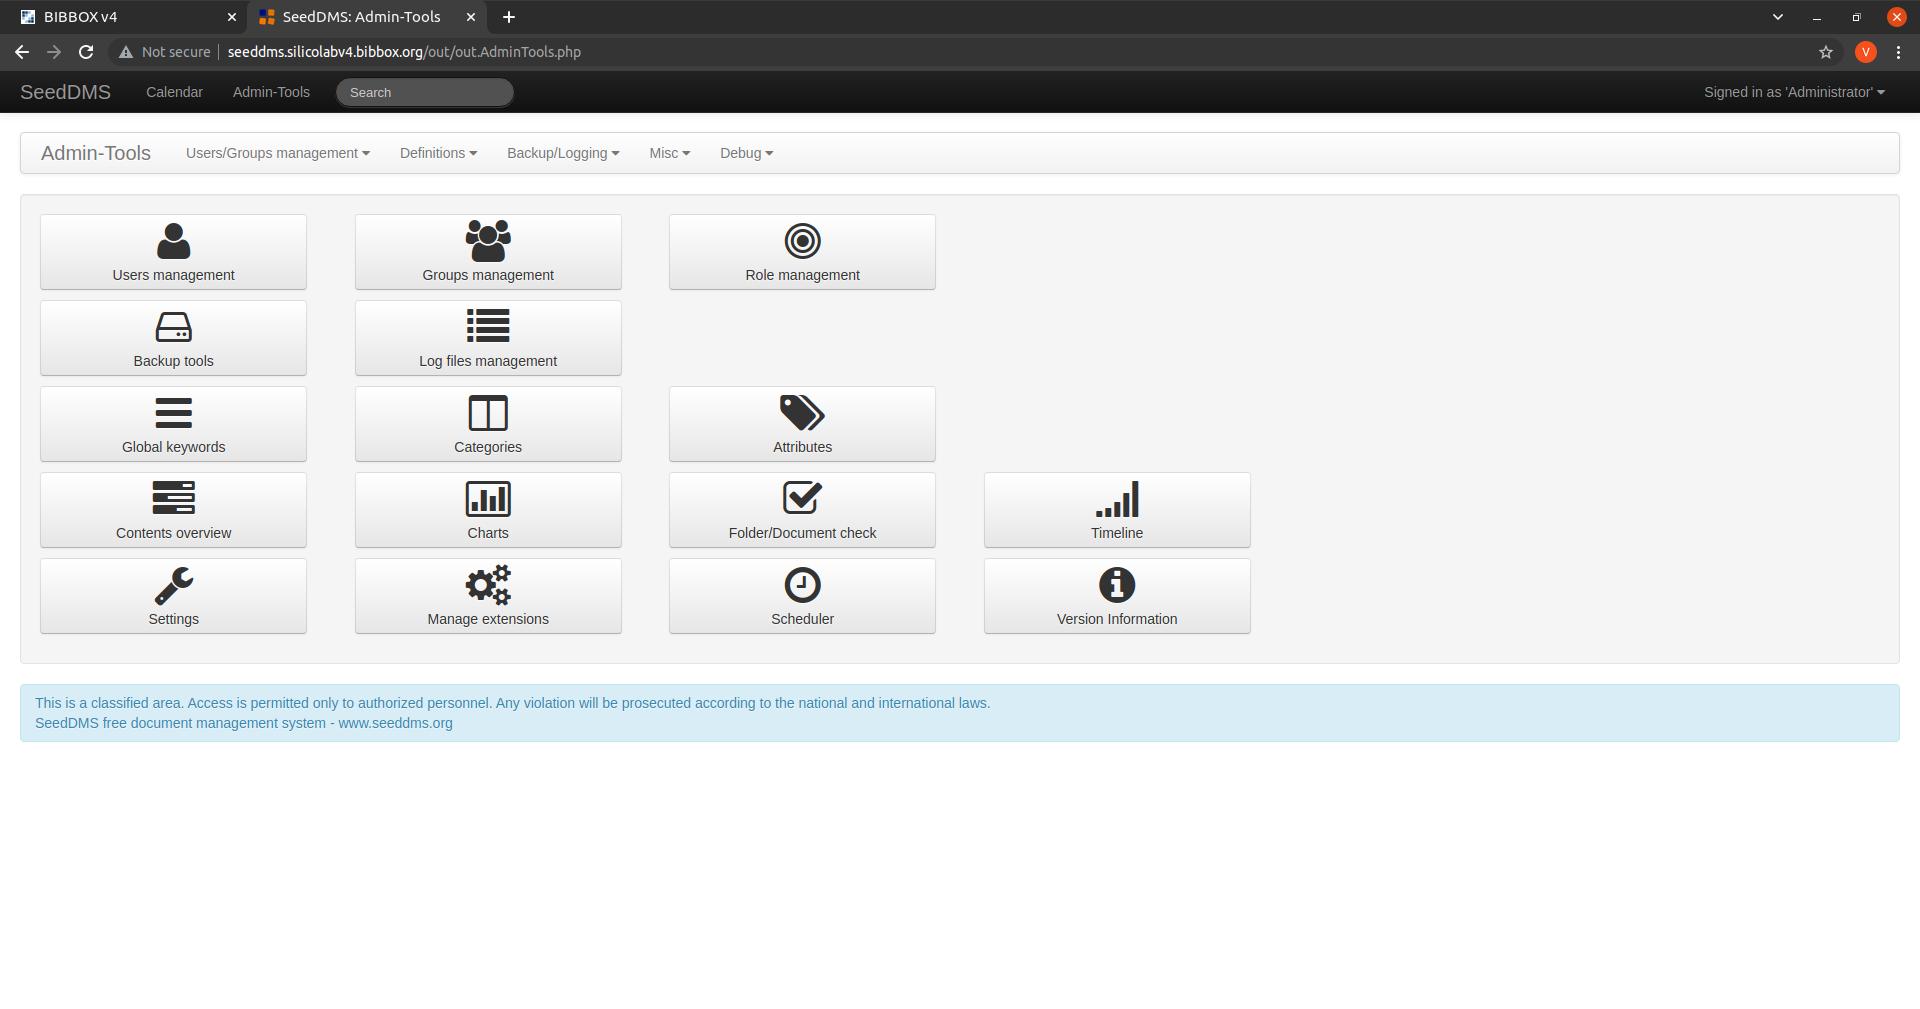 BIBBOX v4
SeedDMS: Admin-Tools
Not secure
seeddms.silicolabv4.bibbox.org/out/out.AdminTools.php
V
SeedDMS Calendar Admin-Tools Search Signed in as 'Administrator'
Admin-Tools Users/Groups management Definitions Backup/Logging Misc Debug
Users management Groups management Role management
Backup tools Log files management
Global keywords Categories Attributes
Contents overview Charts Folder/Document check Timeline
Settings Manage extensions Scheduler Version Information
This is a classified area. Access is permitted only to authorized personnel. Any violation will be prosecuted according to the national and international laws.
SeedDMS free document management system - www.seeddms.org